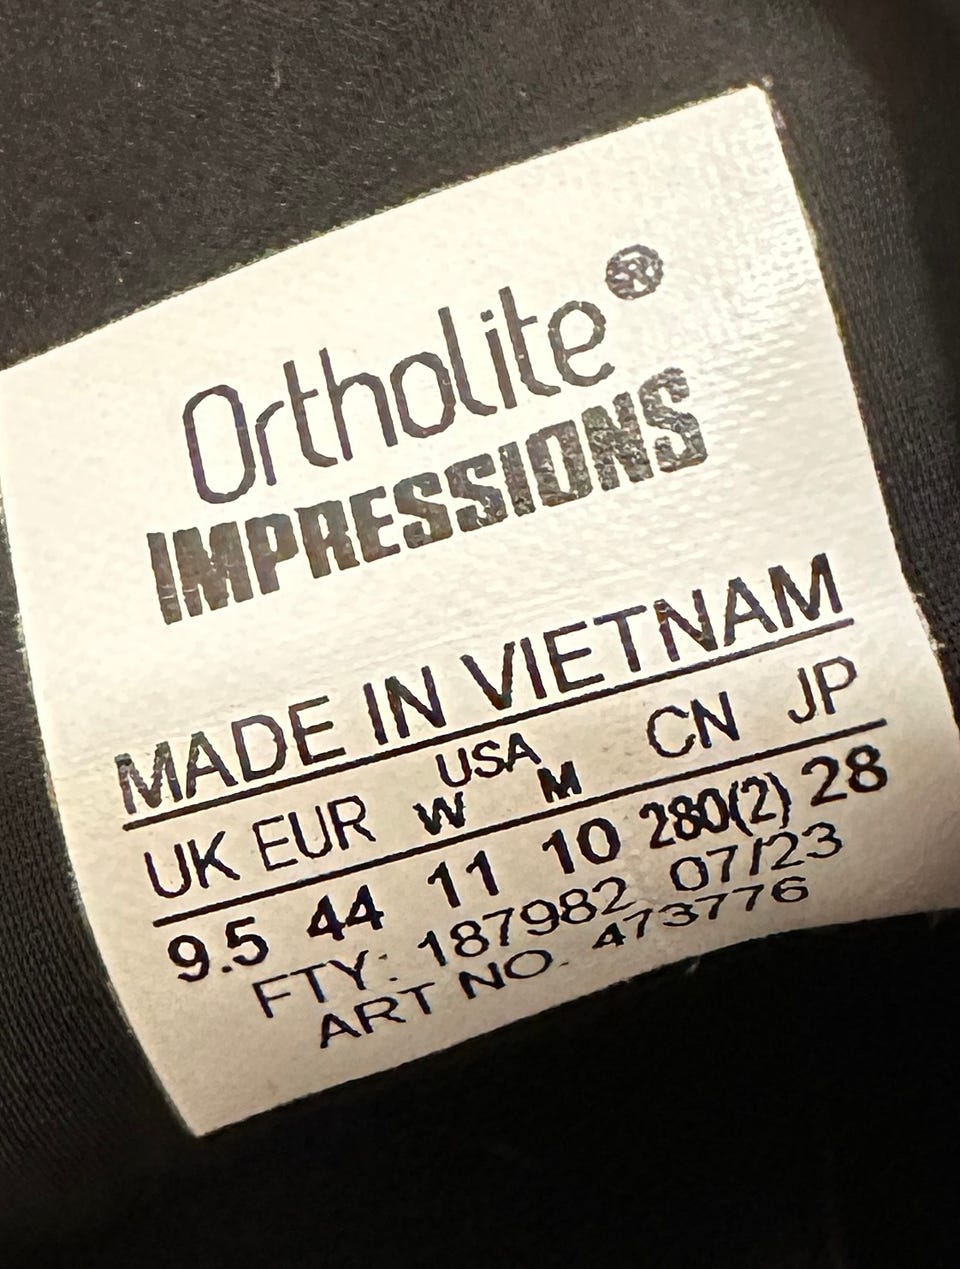 Ortholite®
IMPRESSIONS
MADE IN VIETNAM
UK EUR USA CN JP
W M
9.5 44 11 10 280(2) 28
FTY: 187982 07/23
ART NO. 473776